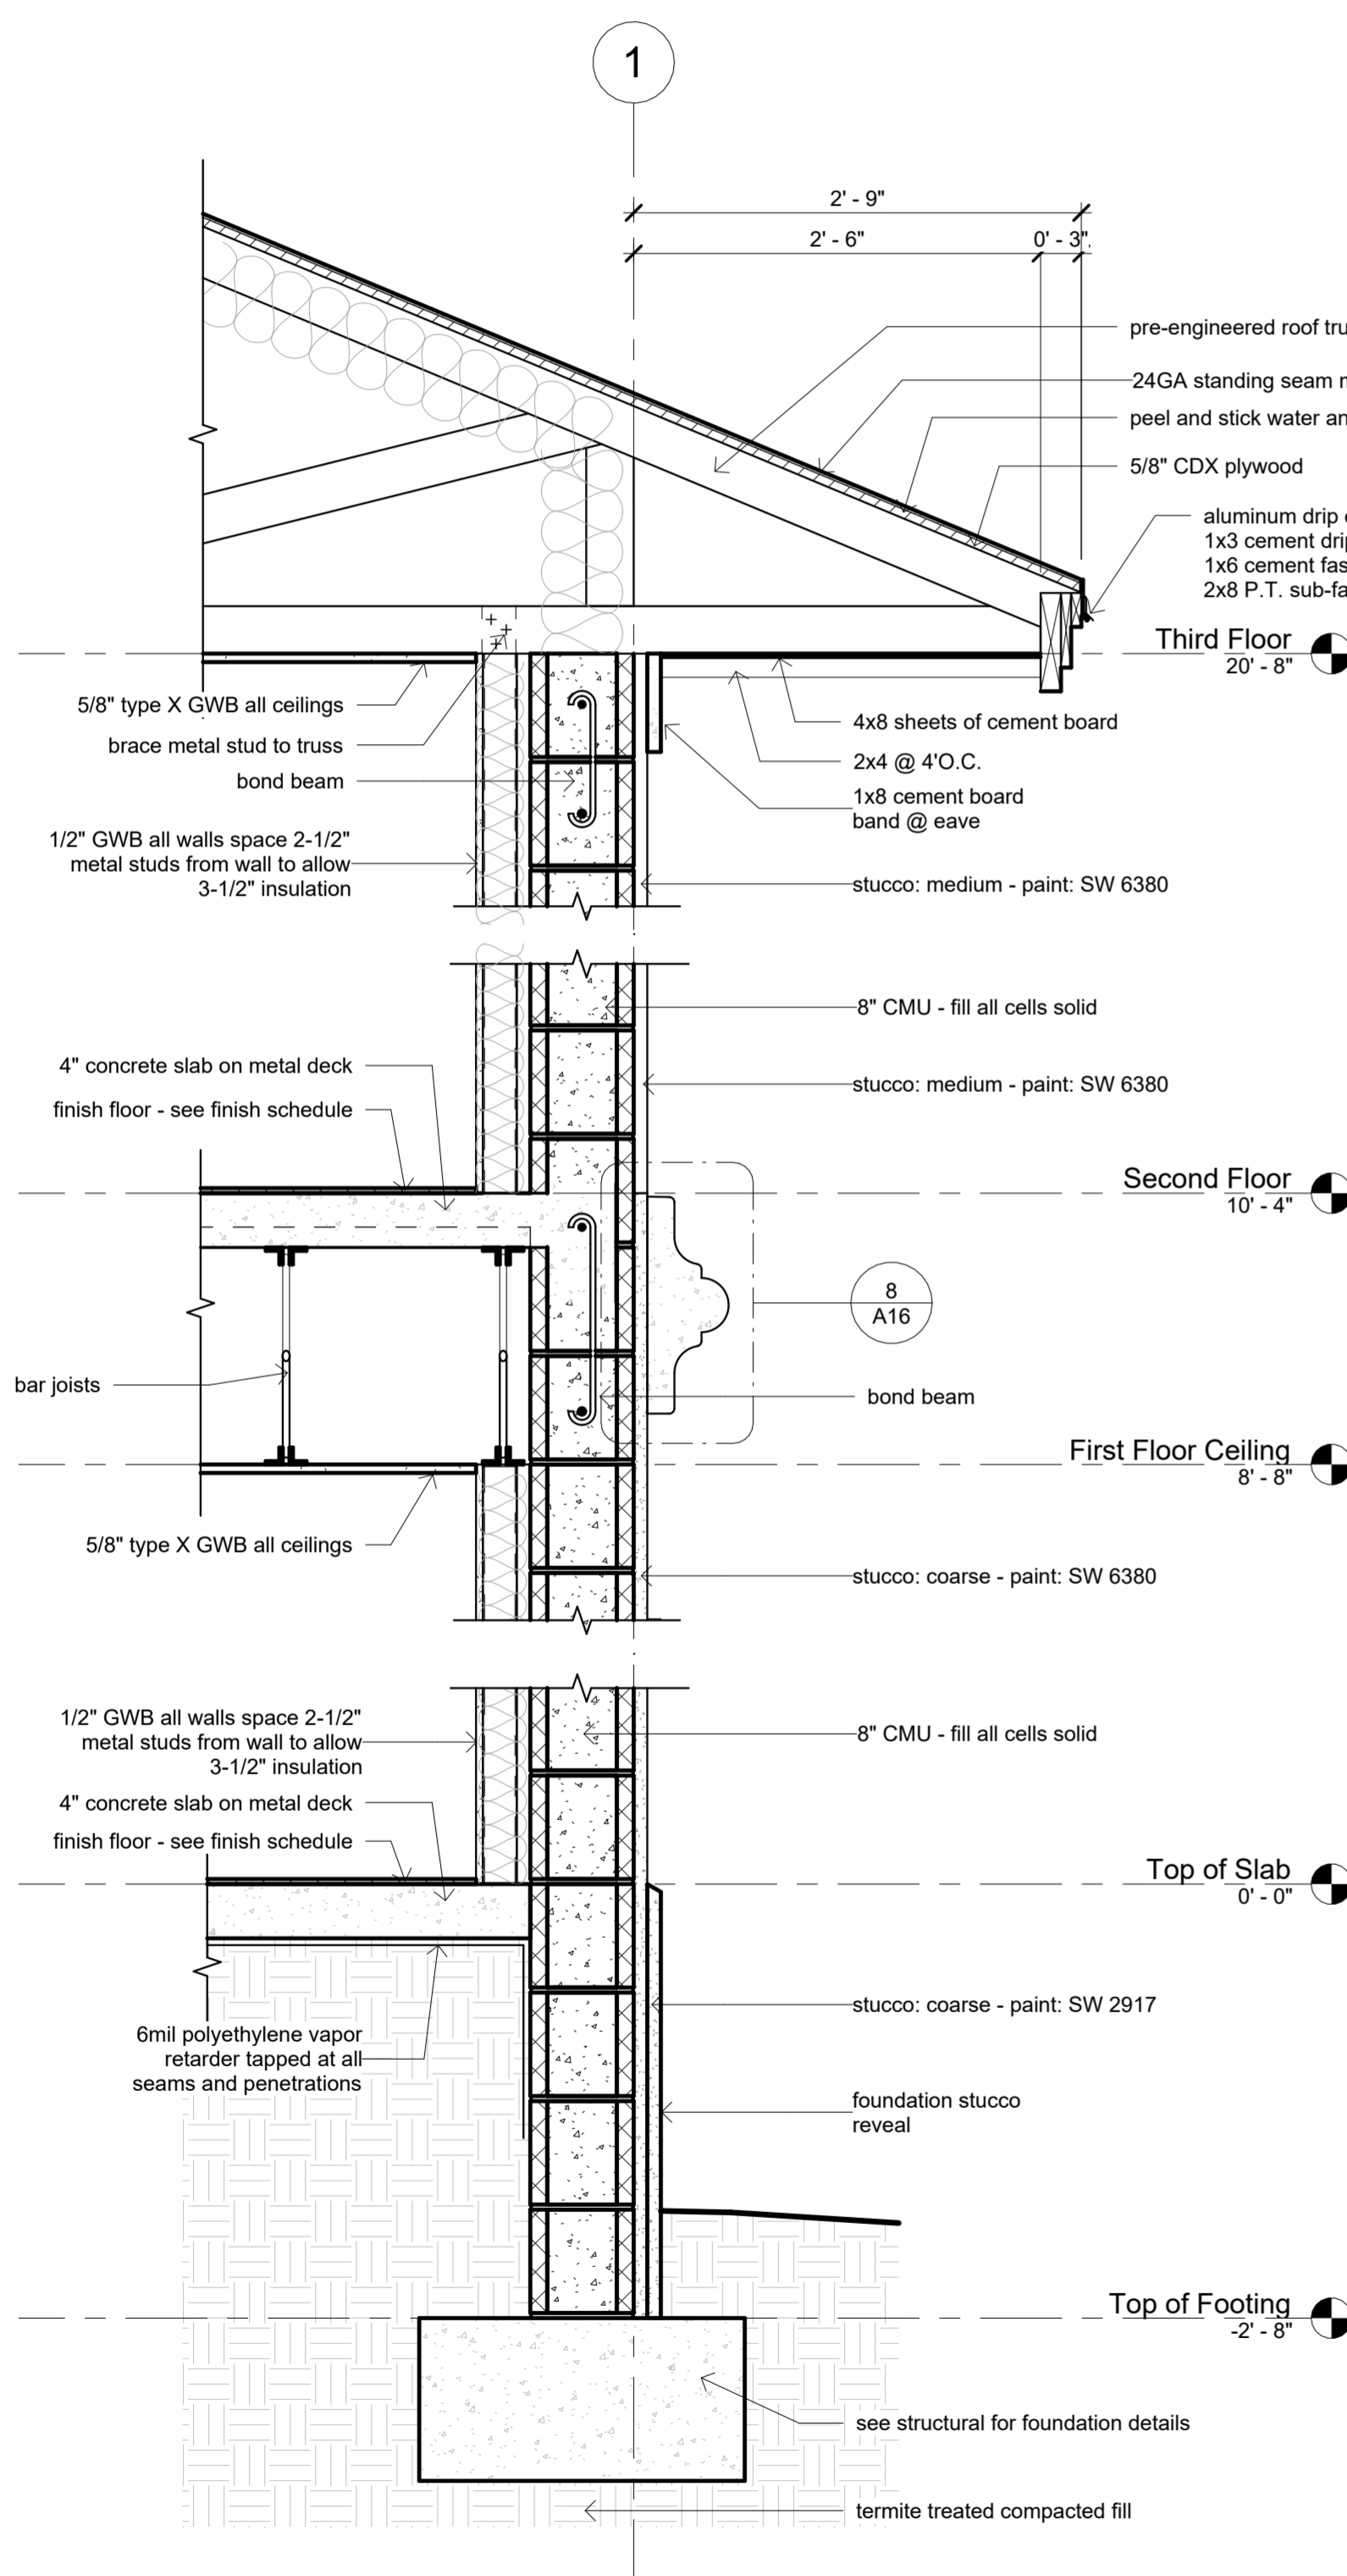 1
2' - 9"
2' - 6"
0' - 3"
pre-engineered roof
24GA standing seam
peel and stick water
5/8" CDX plywood
aluminum drip
1x3 cement
1x6 cement
2x8 P.T.
Third Floor
20' - 8"
5/8" type X GWB all ceilings
brace metal stud to truss
bond beam
1/2" GWB all walls space 2-1/2"
metal studs from wall to allow
3-1/2" insulation
4x8 sheets of cement board
2x4 @ 4'O.C.
1x8 cement board
band @ eave
stucco: medium - paint: SW 6380
8" CMU - fill all cells solid
4" concrete slab on metal deck
stucco: medium - paint: SW 6380
finish floor - see finish schedule
Second Floor
10' - 4"
8
A16
bar joists
bond beam
First Floor Ceiling
8' - 8"
5/8" type X GWB all ceilings
stucco: coarse - paint: SW 6380
1/2" GWB all walls space 2-1/2"
metal studs from wall to allow
3-1/2" insulation
8" CMU - fill all cells solid
4" concrete slab on metal deck
finish floor - see finish schedule
Top of Slab
0' - 0"
stucco: coarse - paint: SW 2917
6mil polyethylene vapor
retarder tapped at all
seams and penetrations
foundation stucco
reveal
Top of Footing
-2' - 8"
see structural for foundation details
termite treated compacted fill